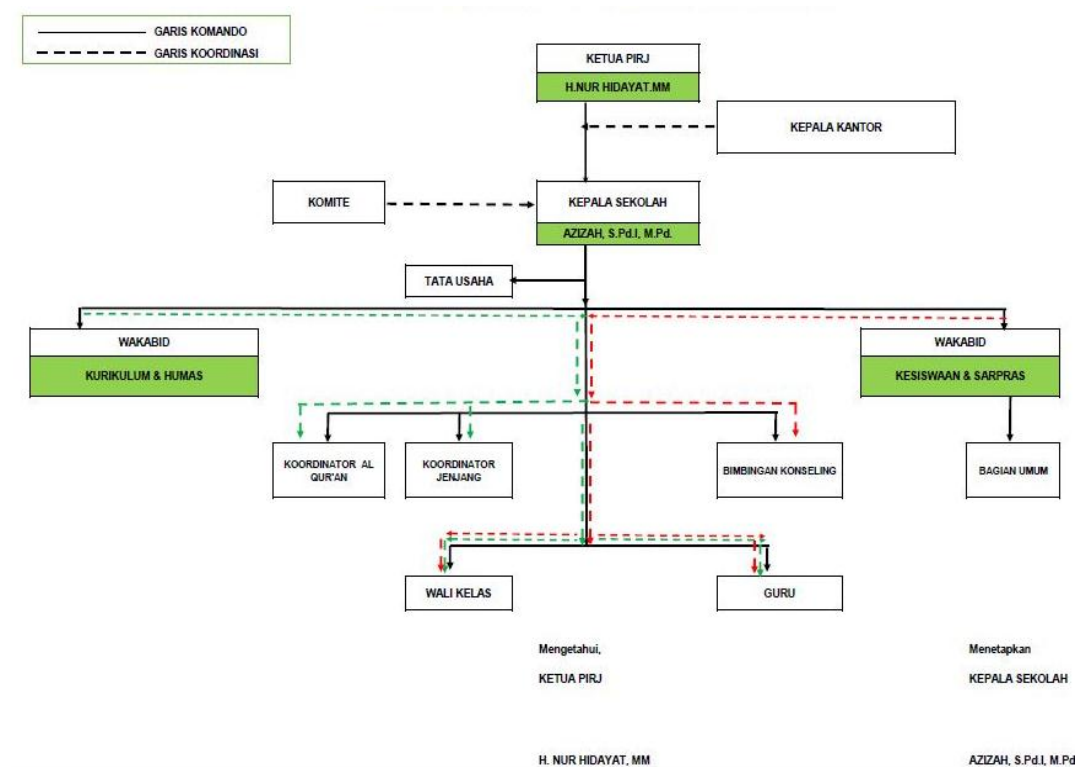 GARIS KOMANDO
GARIS KOORDINASI
KETUA PIRJ
H.NUR HIDAYAT.MM
KEPALA KANTOR
KOMITE
KEPALA SEKOLAH
AZIZAH, S.Pd.I, M.Pd.
TATA USAHA
WAKABID
KURIKULUM & HUMAS
WAKABID
KESISWAAN & SARPRAS
KOORDINATOR AL
QUR'AN
KOORDINATOR
JENJANG
BIMBINGAN KONSELING
BAGIAN UMUM
WALI KELAS
GURU
Mengetahui,
Menetapkan
KETUA PIRJ
KEPALA SEKOLAH
H. NUR HIDAYAT, MM
AZIZAH, S.Pd.I, M.Pd